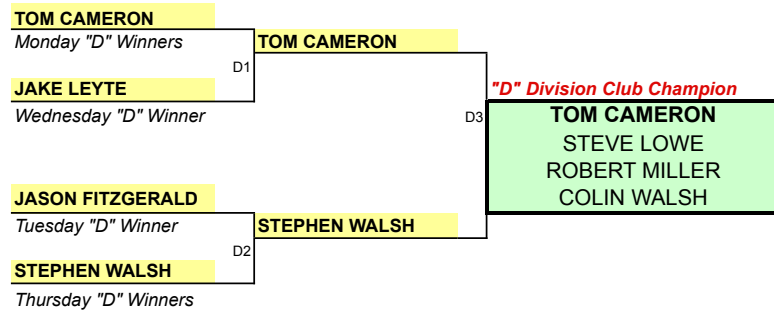 TOM CAMERON
Monday "D" Winners
TOM CAMERON
D1
JAKE LEYTE
"D" Division Club Champion
Wednesday "D" Winner
D3
TOM CAMERON
STEVE LOWE
ROBERT MILLER
COLIN WALSH
JASON FITZGERALD
Tuesday "D" Winner
STEPHEN WALSH
D2
STEPHEN WALSH
Thursday "D" Winners